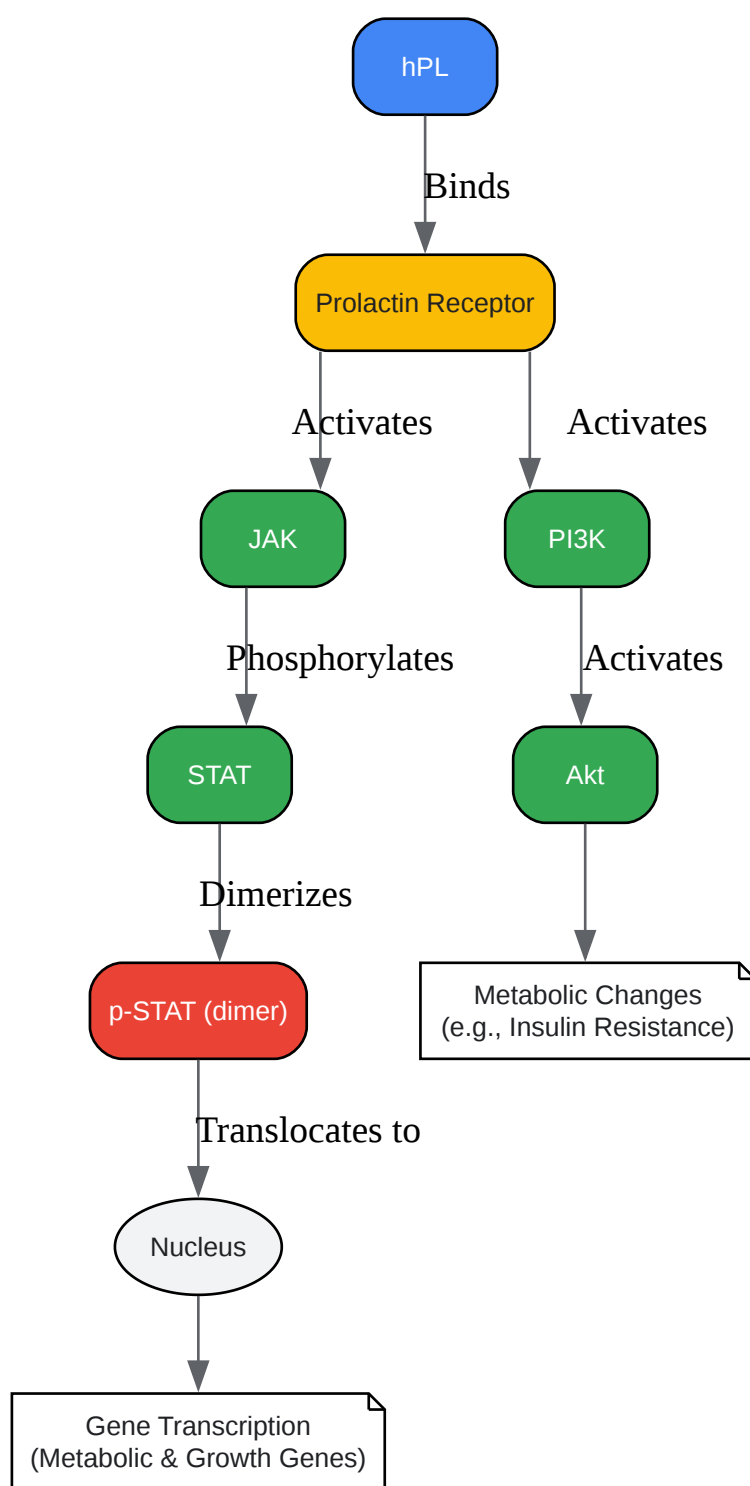 hPL
Binds
Prolactin Receptor
Activates
Activates
JAK
PI3K
Phosphorylates
Activates
STAT
Akt
Dimerizes
p-STAT (dimer)
Metabolic Changes
(e.g., Insulin Resistance)
Translocates to
Nucleus
Gene Transcription
(Metabolic & Growth Genes)